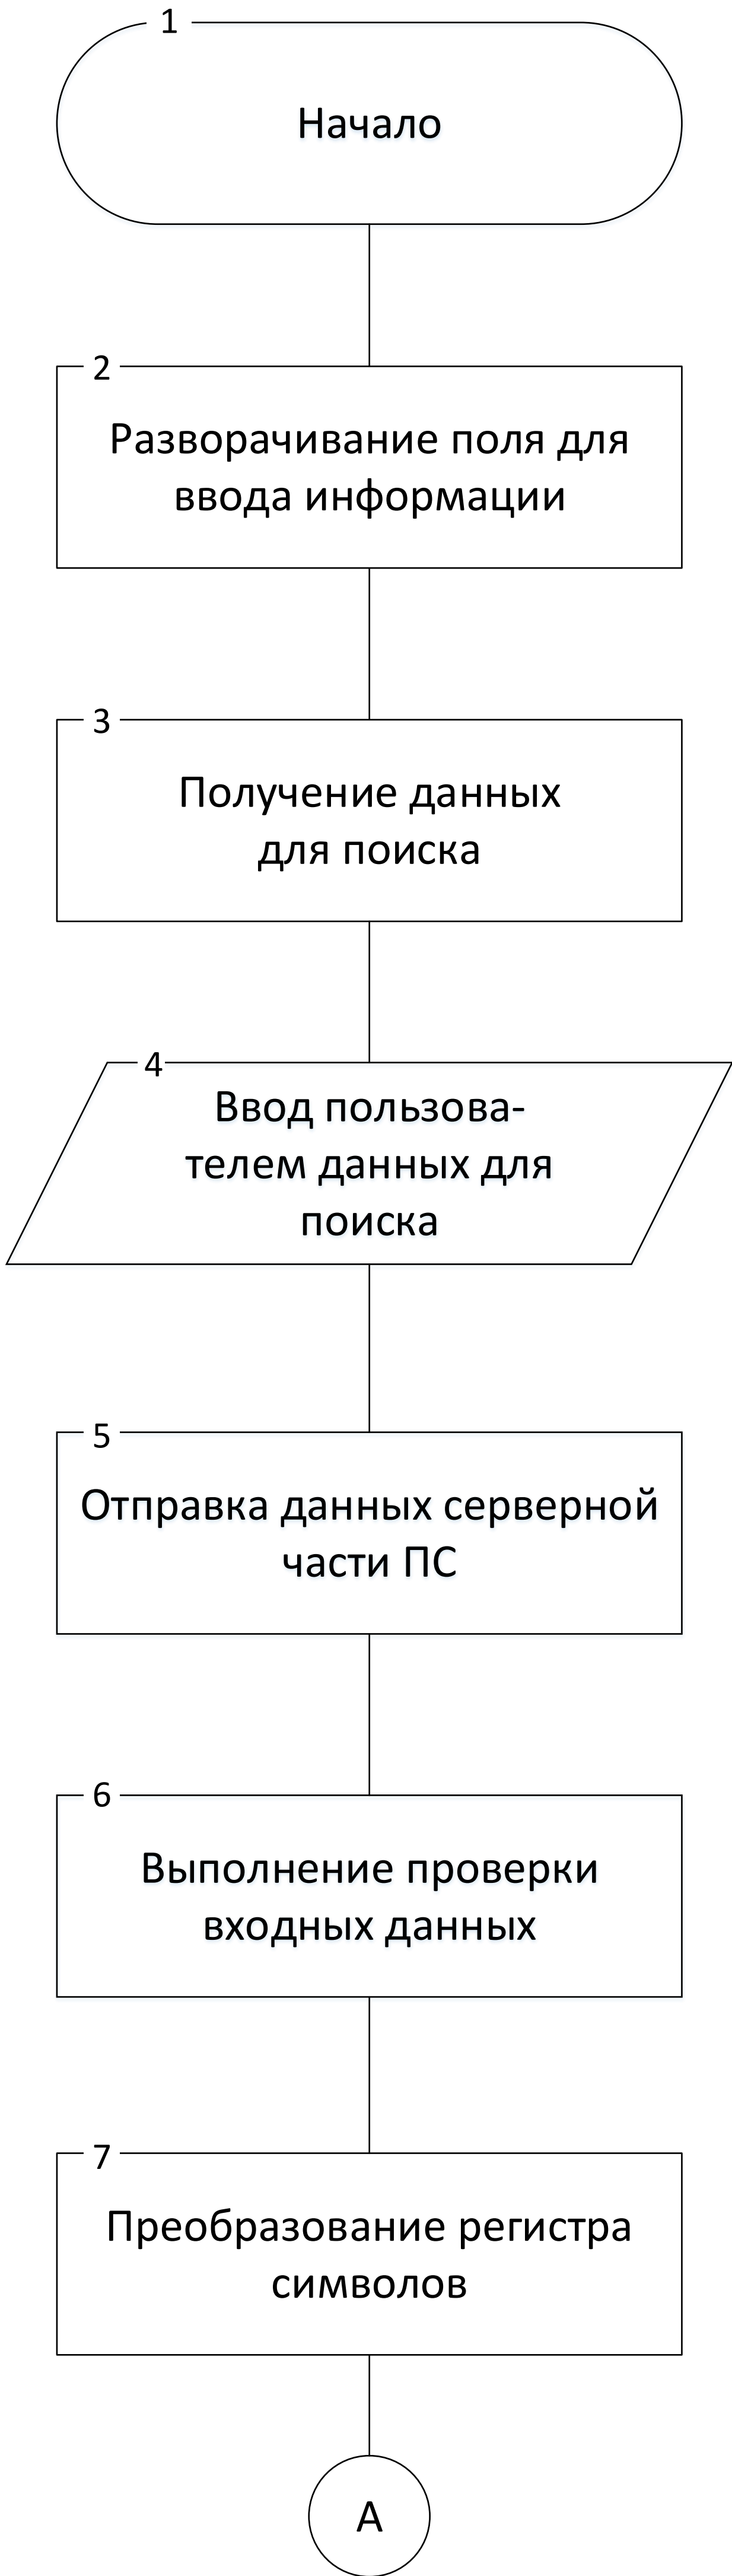 1
Начало
2
Разворачивание поля для
ввода информации
3
Получение данных
для поиска
4
Ввод пользова-
телем данных для
поиска
5
Отправка данных серверной
части ПС
6
Выполнение проверки
входных данных
7
Преобразование регистра
символов
А